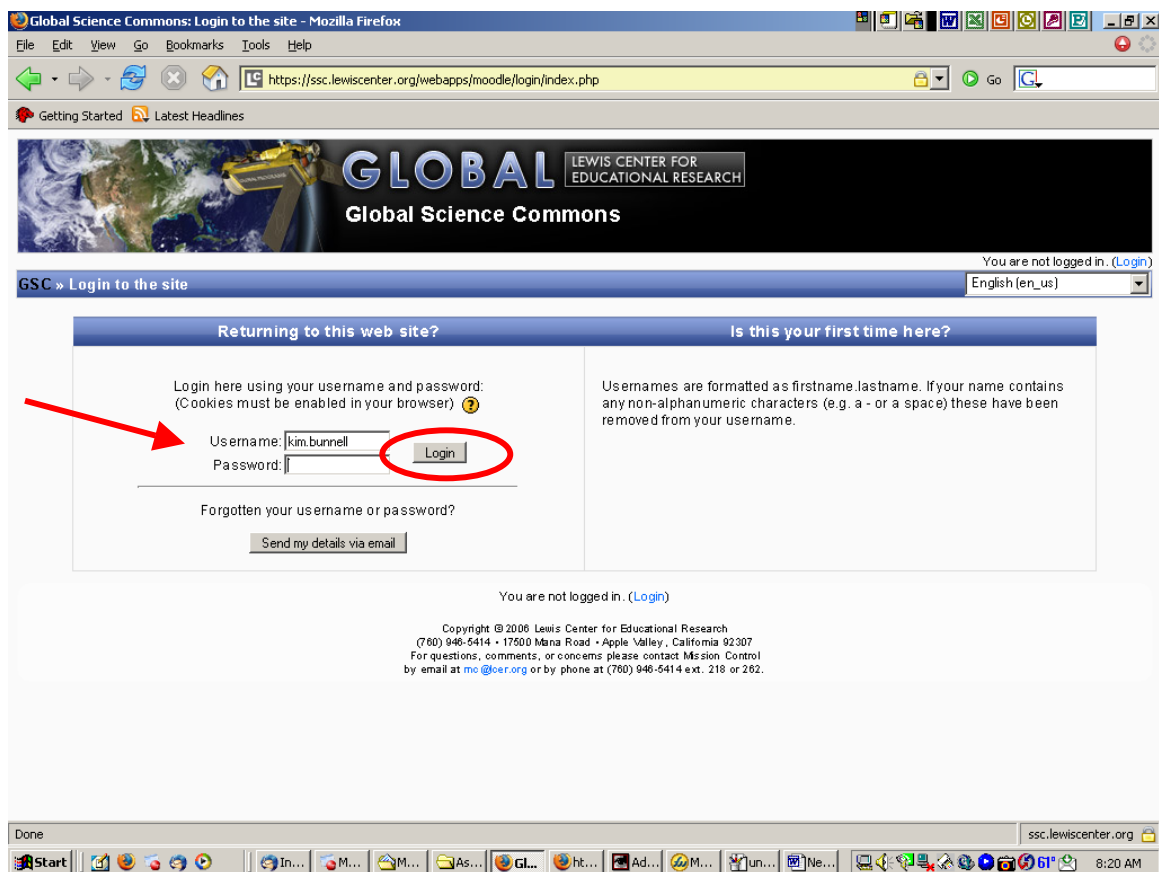 Global Science Commons: Login to the site - Mozilla Firefox
File Edit View Go Bookmarks Tools Help
https://ssc.lewiscenter.org/webapps/moodle/login/index.php
Go
Getting Started Latest Headlines
GLOBAL LEWIS CENTER FOR
EDUCATIONAL RESEARCH
Global Science Commons
You are not logged in. (Login)
GSC » Login to the site
English (en_us)
Returning to this web site?
Login here using your username and password:
(Cookies must be enabled in your browser) ?
Username: kim.bunnell
Password:
Login
Forgotten your username or password?
Send my details via email
Is this your first time here?
Usernames are formatted as firstname.lastname. If your name contains
any non-alphanumeric characters (e.g. a - or a space) these have been
removed from your username.
You are not logged in. (Login)
Copyright © 2006 Lewis Center for Educational Research
(760) 946-5414 • 17500 Mana Road • Apple Valley, California 92307
For questions, comments, or concerns please contact Mission Control
by email at mc@lcer.org or by phone at (760) 946-5414 ext. 218 or 262.
Done
ssc.lewiscenter.org
Start In... M... M... As... Gl... ht... Ad... M... un... Ne... 61° 8:20 AM